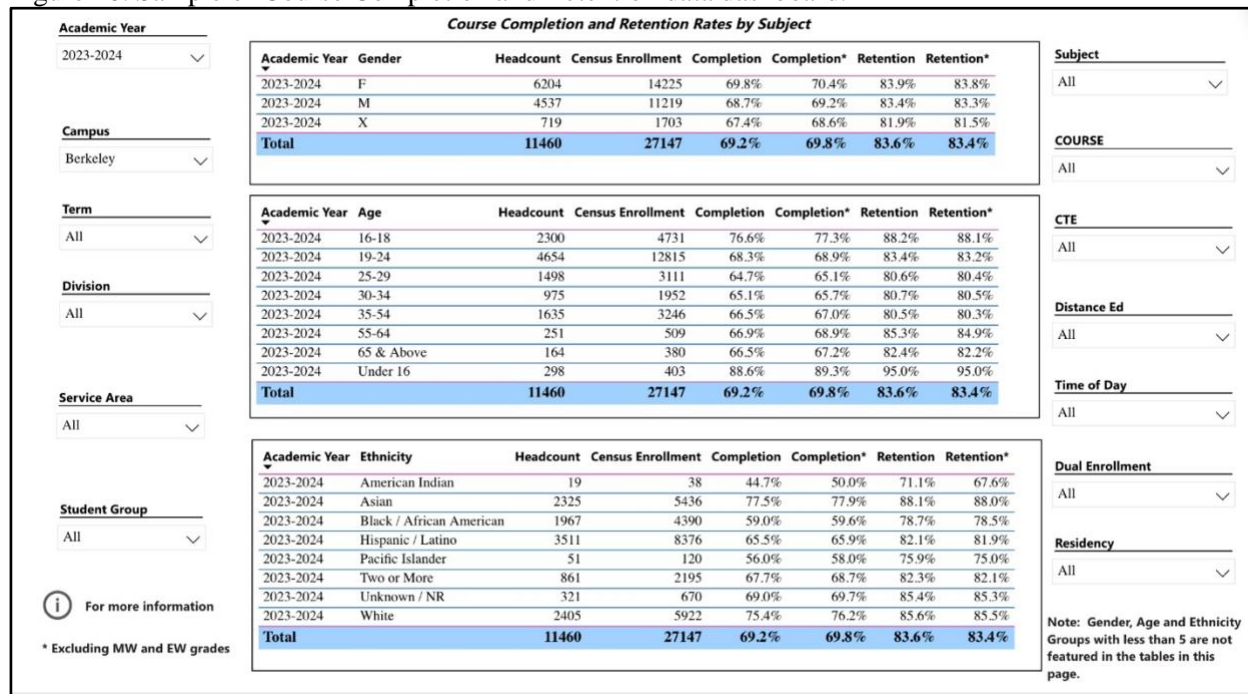 Course Completion and Retention Rates by Subject
Academic Year
2023-2024
Campus
Berkeley
Term
All
Division
All
Service Area
All
Student Group
All
For more information
* Excluding MW and EW grades
Academic Year Gender Headcount Census Enrollment Completion Completion* Retention Retention*
2023-2024 F 6204 14225 69.8% 70.4% 83.9% 83.8%
2023-2024 M 4537 11219 68.7% 69.2% 83.4% 83.3%
2023-2024 X 719 1703 67.4% 68.6% 81.9% 81.5%
Total 11460 27147 69.2% 69.8% 83.6% 83.4%
Academic Year Age Headcount Census Enrollment Completion Completion* Retention Retention*
2023-2024 16-18 2300 4731 76.6% 77.3% 88.2% 88.1%
2023-2024 19-24 4654 12815 68.3% 68.9% 83.4% 83.2%
2023-2024 25-29 1498 3111 64.7% 65.1% 80.6% 80.4%
2023-2024 30-34 975 1952 65.1% 65.7% 80.7% 80.5%
2023-2024 35-54 1635 3246 66.5% 67.0% 80.5% 80.3%
2023-2024 55-64 251 509 66.9% 68.9% 85.3% 84.9%
2023-2024 65 & Above 164 380 66.5% 67.2% 82.4% 82.2%
2023-2024 Under 16 298 403 88.6% 89.3% 95.0% 95.0%
Total 11460 27147 69.2% 69.8% 83.6% 83.4%
Academic Year Ethnicity Headcount Census Enrollment Completion Completion* Retention Retention*
2023-2024 American Indian 19 38 44.7% 50.0% 71.1% 67.6%
2023-2024 Asian 2325 5436 77.5% 77.9% 88.1% 88.0%
2023-2024 Black / African American 1967 4390 59.0% 59.6% 78.7% 78.5%
2023-2024 Hispanic / Latino 3511 8376 65.5% 65.9% 82.1% 81.9%
2023-2024 Pacific Islander 51 120 56.0% 58.0% 75.9% 75.0%
2023-2024 Two or More 861 2195 67.7% 68.7% 82.3% 82.1%
2023-2024 Unknown / NR 321 670 69.0% 69.7% 85.4% 85.3%
2023-2024 White 2405 5922 75.4% 76.2% 85.6% 85.5%
Total 11460 27147 69.2% 69.8% 83.6% 83.4%
Subject
All
COURSE
All
CTE
All
Distance Ed
All
Time of Day
All
Dual Enrollment
All
Residency
All
Note: Gender, Age and Ethnicity
Groups with less than 5 are not
featured in the tables in this
page.